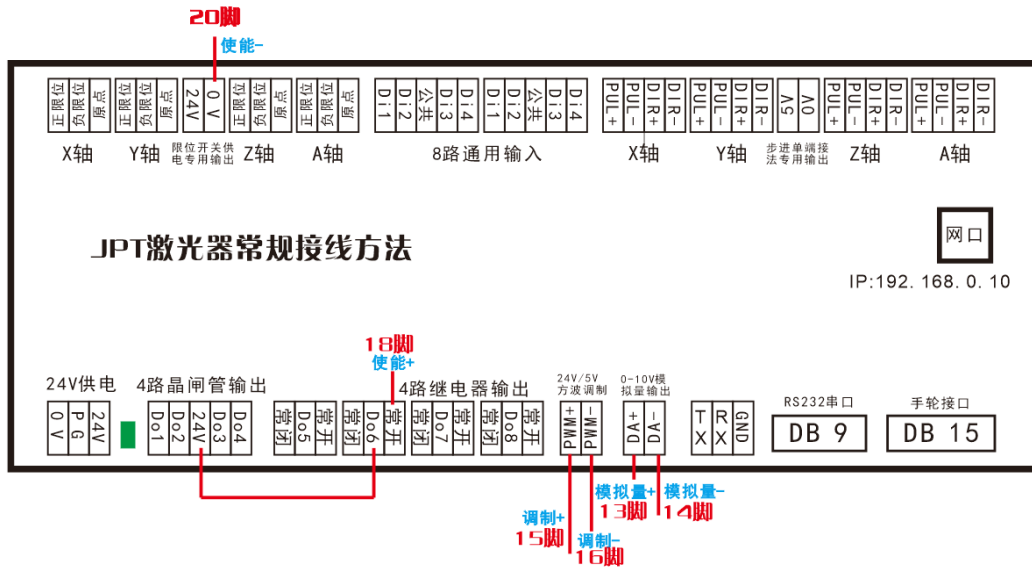 20脚
使能-
正限位 负限位 原点 正限位 负限位 原点 24V 0V 正限位 负限位 原点 正限位 负限位 原点 Di1 Di2 公共 Di3 Di4 Di1 Di2 公共 Di3 Di4 PUL+ PUL- DIR+ DIR- PUL+ PUL- DIR+ DIR- 5V 0V PUL+ PUL- DIR+ DIR- PUL+ PUL- DIR+ DIR-
X轴 Y轴 限位开关供 Z轴 A轴 8路通用输入 X轴 Y轴 步进单端接 Z轴 A轴
电专用输出 法专用输出
JPT激光器常规接线方法
网口
IP:192.168.0.10
18脚
使能+
24V供电 4路晶闸管输出 4路继电器输出 24V/5V 0-10V模 RS232串口 手轮接口
方波调制 拟量输出
0V PG 24V Do1 Do2 24V Do3 Do4 常闭 Do5 常开 常闭 Do6 常开 常闭 Do7 常开 常闭 Do8 常开 PWM+ PWM- DA+ DA- TX RX GND DB 9 DB 15
模拟量+ 模拟量-
13脚 14脚
调制+
15脚
调制-
16脚